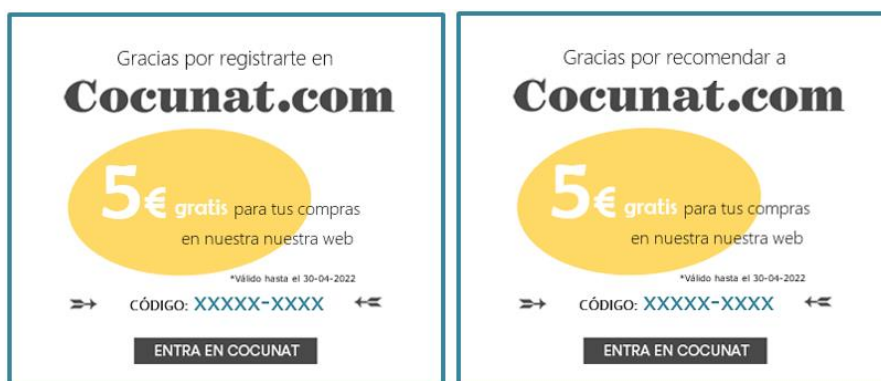 Gracias por registrarte en
Cocunat.com
5€ gratis para tus compras
en nuestra nuestra web
*Válido hasta el 30-04-2022
CÓDIGO: XXXXX-XXXX
ENTRA EN COCUNAT
Gracias por recomendar a
Cocunat.com
5€ gratis para tus compras
en nuestra nuestra web
*Válido hasta el 30-04-2022
CÓDIGO: XXXXX-XXXX
ENTRA EN COCUNAT